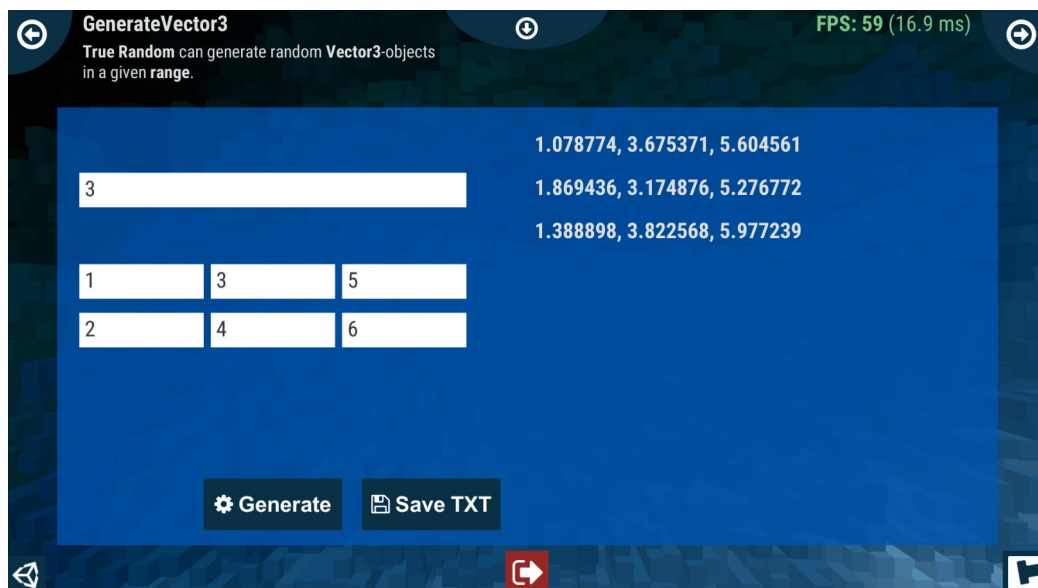 GenerateVector3
FPS: 59 (16.9 ms)
True Random can generate random Vector3-objects
in a given range.
3
1 3 5
2 4 6
1.078774, 3.675371, 5.604561
1.869436, 3.174876, 5.276772
1.388898, 3.822568, 5.977239
Generate
Save TXT